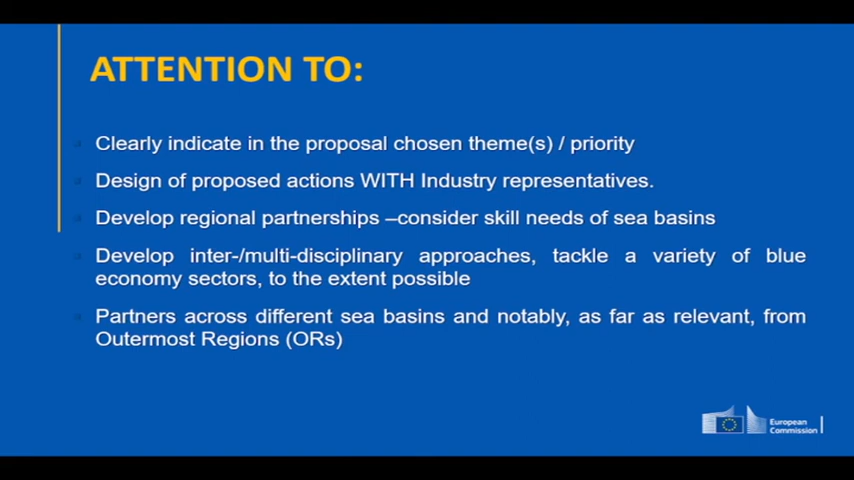 ATTENTION TO:
Clearly indicate in the proposal chosen theme(s) / priority
Design of proposed actions WITH Industry representatives.
Develop regional partnerships –consider skill needs of sea basins
Develop inter-/multi-disciplinary approaches, tackle a variety of blue
economy sectors, to the extent possible
Partners across different sea basins and notably, as far as relevant, from
Outermost Regions (ORs)
European
Commission